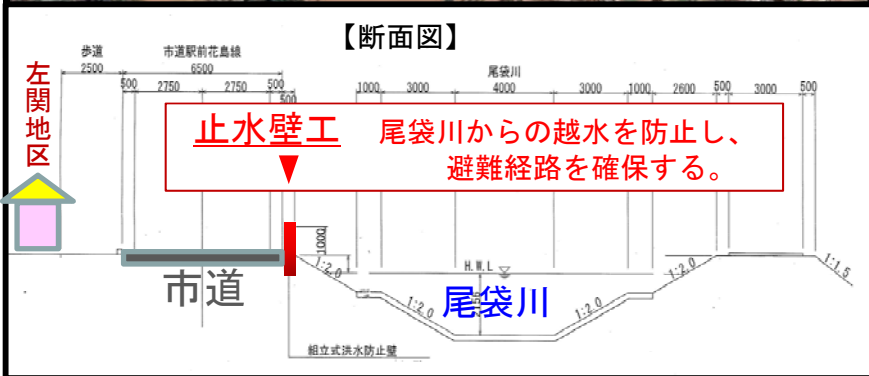 【断面図】
歩道
市道駅前花島線
尾袋川
2500
6500
500 2750 2750 500
500
1000 3000 4000 3000 1000 2600 500 3000 500
左関地区
止水壁工
尾袋川からの越水を防止し、
避難経路を確保する。
1000
H.W.L
1:2.0
1:2.0
1:2.0
1:2.0
1:1.5
市道
尾袋川
組立式洪水防止壁